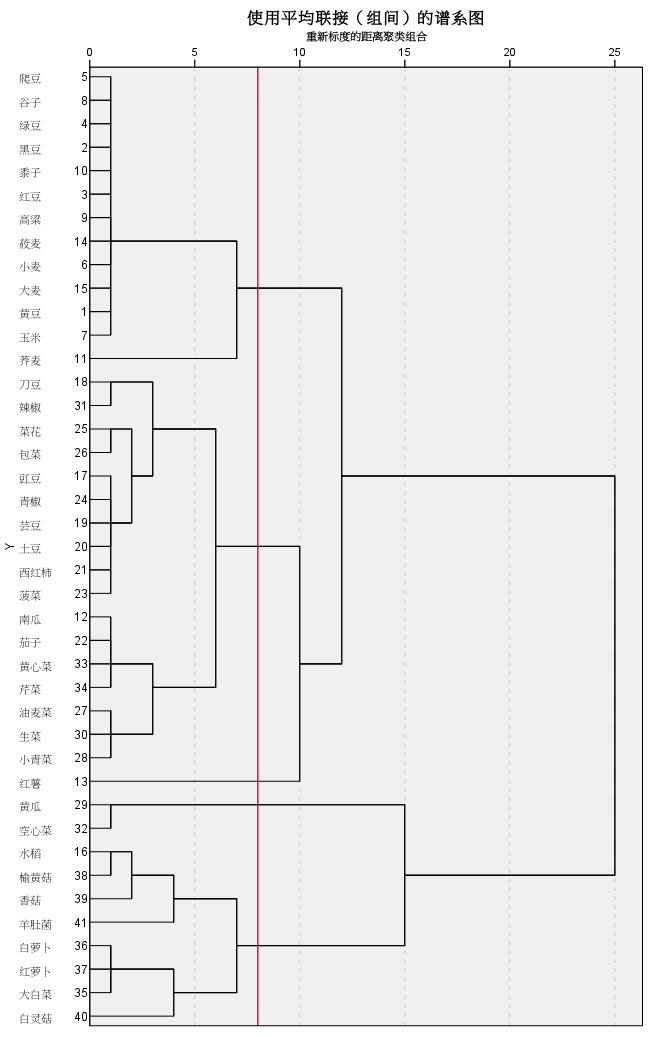 使用平均联接（组间）的谱系图
重新标度的距离聚类组合
0 5 10 15 20 25
爬豆 5
谷子 8
绿豆 4
黑豆 2
黍子 10
红豆 3
高粱 9
莜麦 14
小麦 6
大麦 15
黄豆 1
玉米 7
荞麦 11
刀豆 18
辣椒 31
菜花 25
包菜 26
豇豆 17
青椒 24
芸豆 19
Y 土豆 20
西红柿 21
菠菜 23
南瓜 12
茄子 22
黄心菜 33
芹菜 34
油麦菜 27
生菜 30
小青菜 28
红薯 13
黄瓜 29
空心菜 32
水稻 16
榆黄菇 38
香菇 39
羊肚菌 41
白萝卜 36
红萝卜 37
大白菜 35
白灵菇 40